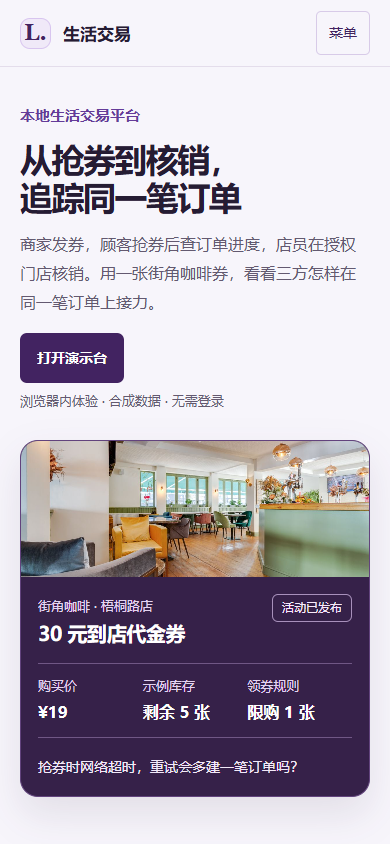 L. 生活交易
菜单
本地生活交易平台
从抢券到核销，
追踪同一笔订单
商家发券，顾客抢券后查订单进度，店员在授权
门店核销。用一张街角咖啡券，看看三方怎样在
同一笔订单上接力。
打开演示台
浏览器内体验 · 合成数据 · 无需登录
街角咖啡 · 梧桐路店
活动已发布
30 元到店代金券
购买价 示例库存 领券规则
¥19 剩余 5 张 限购 1 张
抢券时网络超时，重试会多建一笔订单吗？